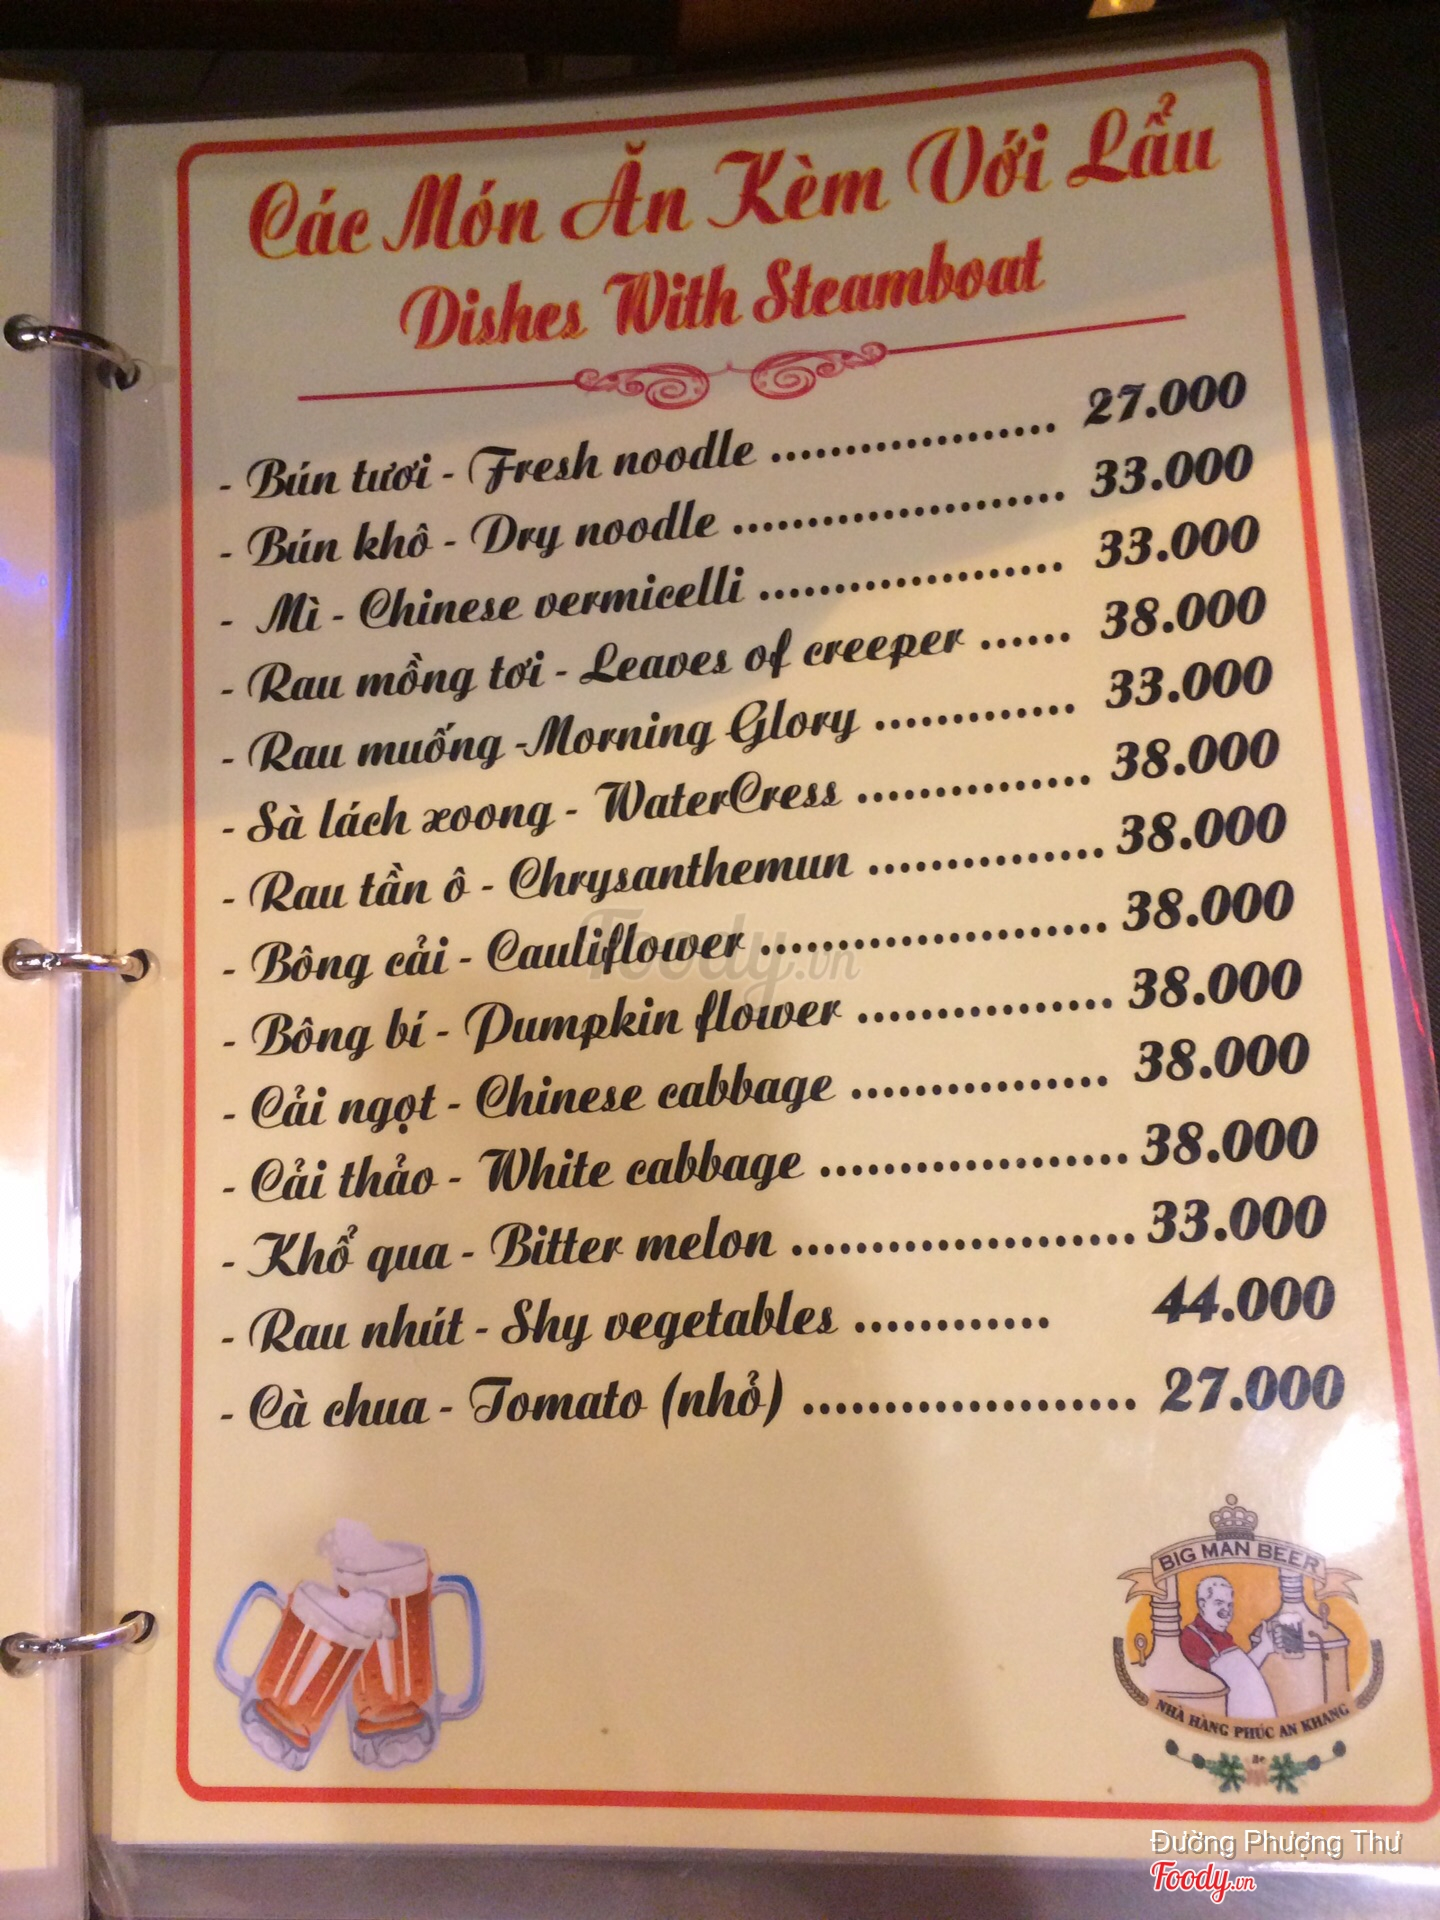 Các Món Ăn Kèm Với Lẩu
Dishes With Steamboat
- Bún tươi - Fresh noodle ................... 27.000
- Bún khô - Dry noodle ...................... 33.000
- Mì - Chinese vermicelli .................... 33.000
- Rau mồng tơi - Leaves of creeper ...... 38.000
- Rau muống -Morning Glory ............. 33.000
- Sà lách xoong - WaterCress ............... 38.000
- Rau tần ô - Chrysanthemun ............... 38.000
- Bông cải - Cauliflower ...................... 38.000
- Bông bí - Pumpkin flower ................ 38.000
- Cải ngọt - Chinese cabbage ................ 38.000
- Cải thảo - White cabbage ................... 38.000
- Khổ qua - Bitter melon ..................... 33.000
- Rau nhút - Shy vegetables ............ 44.000
- Cà chua - Tomato (nhỏ) .................... 27.000
Foody.vn
BIG MAN BEER
NHÀ HÀNG PHÚC AN KHANG
Đường Phượng Thư
Foody.vn